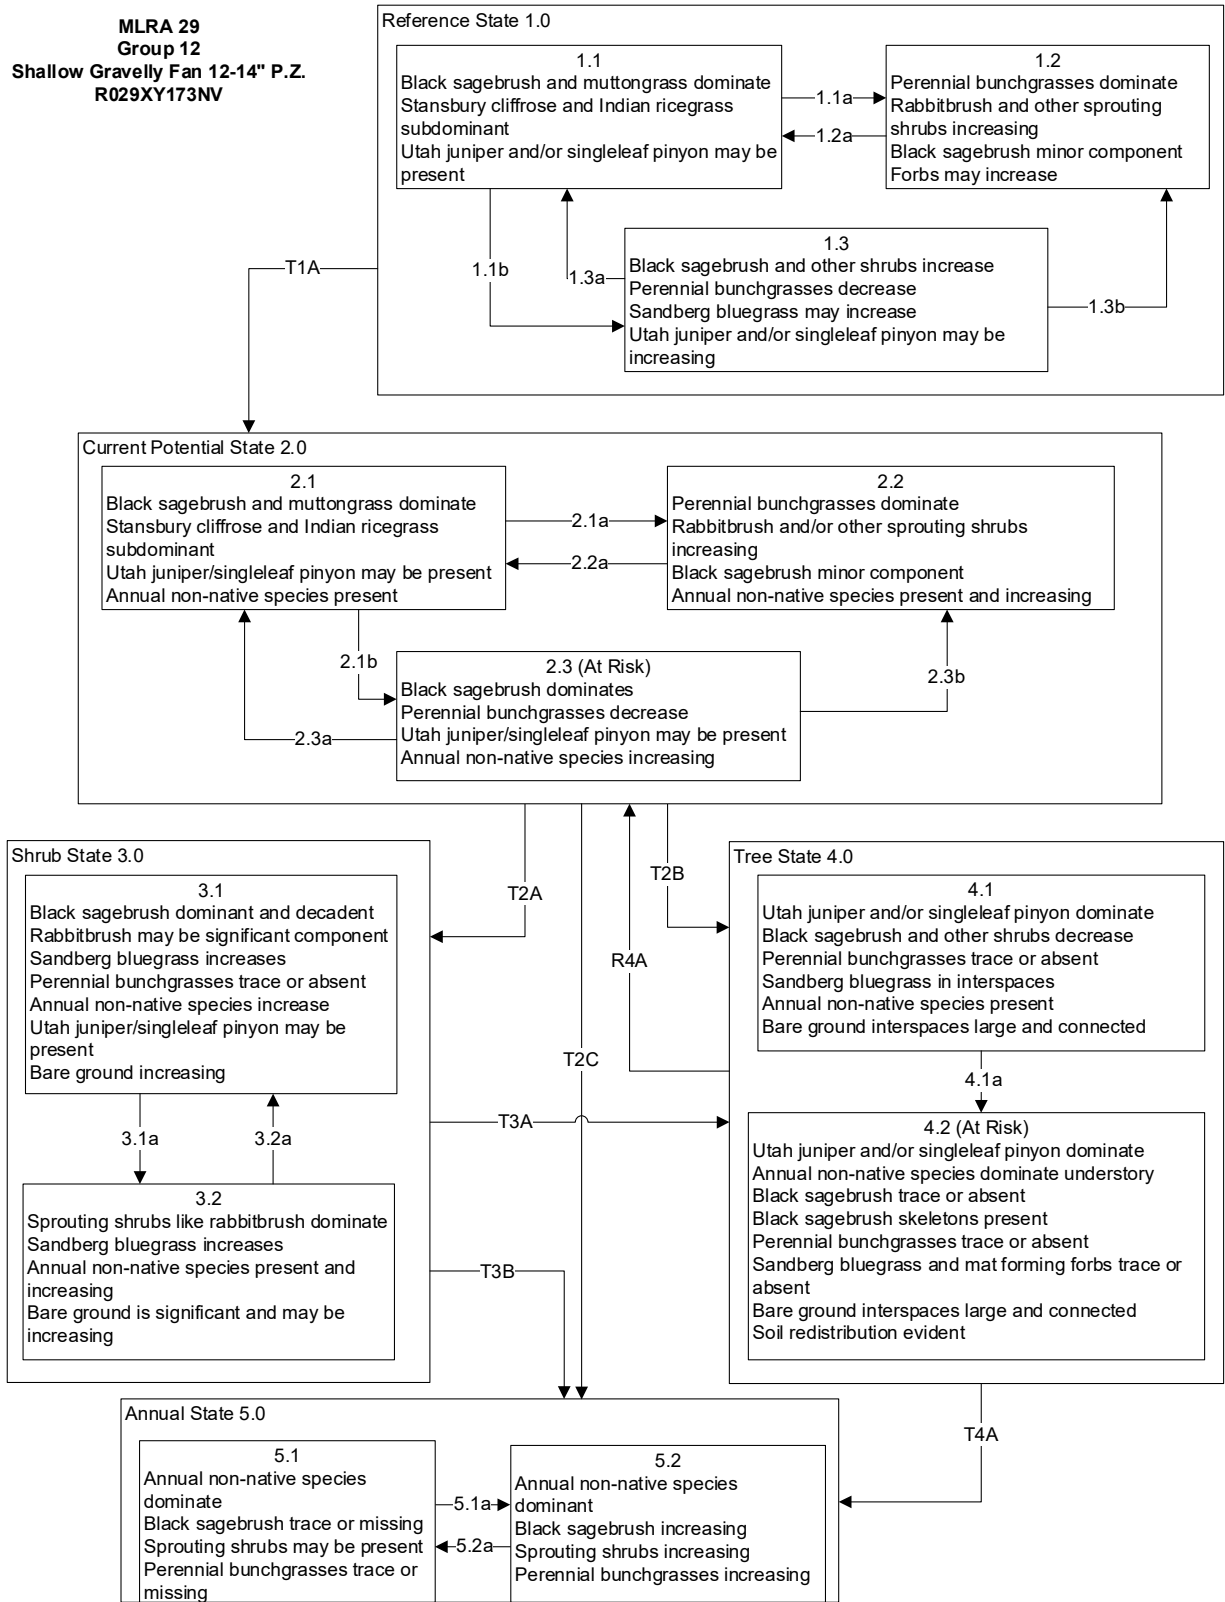 MLRA 29
Group 12
Shallow Gravelly Fan 12-14" P.Z.
R029XY173NV
Reference State 1.0
1.1
Black sagebrush and muttongrass dominate
Stansbury cliffrose and Indian ricegrass
subdominant
Utah juniper and/or singleleaf pinyon may be
present
1.1a
1.2a
1.2
Perennial bunchgrasses dominate
Rabbitbrush and other sprouting
shrubs increasing
Black sagebrush minor component
Forbs may increase
1.1b
1.3a
1.3
Black sagebrush and other shrubs increase
Perennial bunchgrasses decrease
Sandberg bluegrass may increase
Utah juniper and/or singleleaf pinyon may be
increasing
1.3b
T1A
Current Potential State 2.0
2.1
Black sagebrush and muttongrass dominate
Stansbury cliffrose and Indian ricegrass
subdominant
Utah juniper/singleleaf pinyon may be present
Annual non-native species present
2.1a
2.2a
2.2
Perennial bunchgrasses dominate
Rabbitbrush and/or other sprouting shrubs
increasing
Black sagebrush minor component
Annual non-native species present and increasing
2.1b
2.3a
2.3 (At Risk)
Black sagebrush dominates
Perennial bunchgrasses decrease
Utah juniper/singleleaf pinyon may be present
Annual non-native species increasing
2.3b
T2A
T2C
T2B
R4A
Shrub State 3.0
3.1
Black sagebrush dominant and decadent
Rabbitbrush may be significant component
Sandberg bluegrass increases
Perennial bunchgrasses trace or absent
Annual non-native species increase
Utah juniper/singleleaf pinyon may be
present
Bare ground increasing
3.1a
3.2a
3.2
Sprouting shrubs like rabbitbrush dominate
Sandberg bluegrass increases
Annual non-native species present and
increasing
Bare ground is significant and may be
increasing
T3A
T3B
Tree State 4.0
4.1
Utah juniper and/or singleleaf pinyon dominate
Black sagebrush and other shrubs decrease
Perennial bunchgrasses trace or absent
Sandberg bluegrass in interspaces
Annual non-native species present
Bare ground interspaces large and connected
4.1a
4.2 (At Risk)
Utah juniper and/or singleleaf pinyon dominate
Annual non-native species dominate understory
Black sagebrush trace or absent
Black sagebrush skeletons present
Perennial bunchgrasses trace or absent
Sandberg bluegrass and mat forming forbs trace or
absent
Bare ground interspaces large and connected
Soil redistribution evident
T4A
Annual State 5.0
5.1
Annual non-native species
dominate
Black sagebrush trace or missing
Sprouting shrubs may be present
Perennial bunchgrasses trace or
missing
5.1a
5.2a
5.2
Annual non-native species
dominant
Black sagebrush increasing
Sprouting shrubs increasing
Perennial bunchgrasses increasing